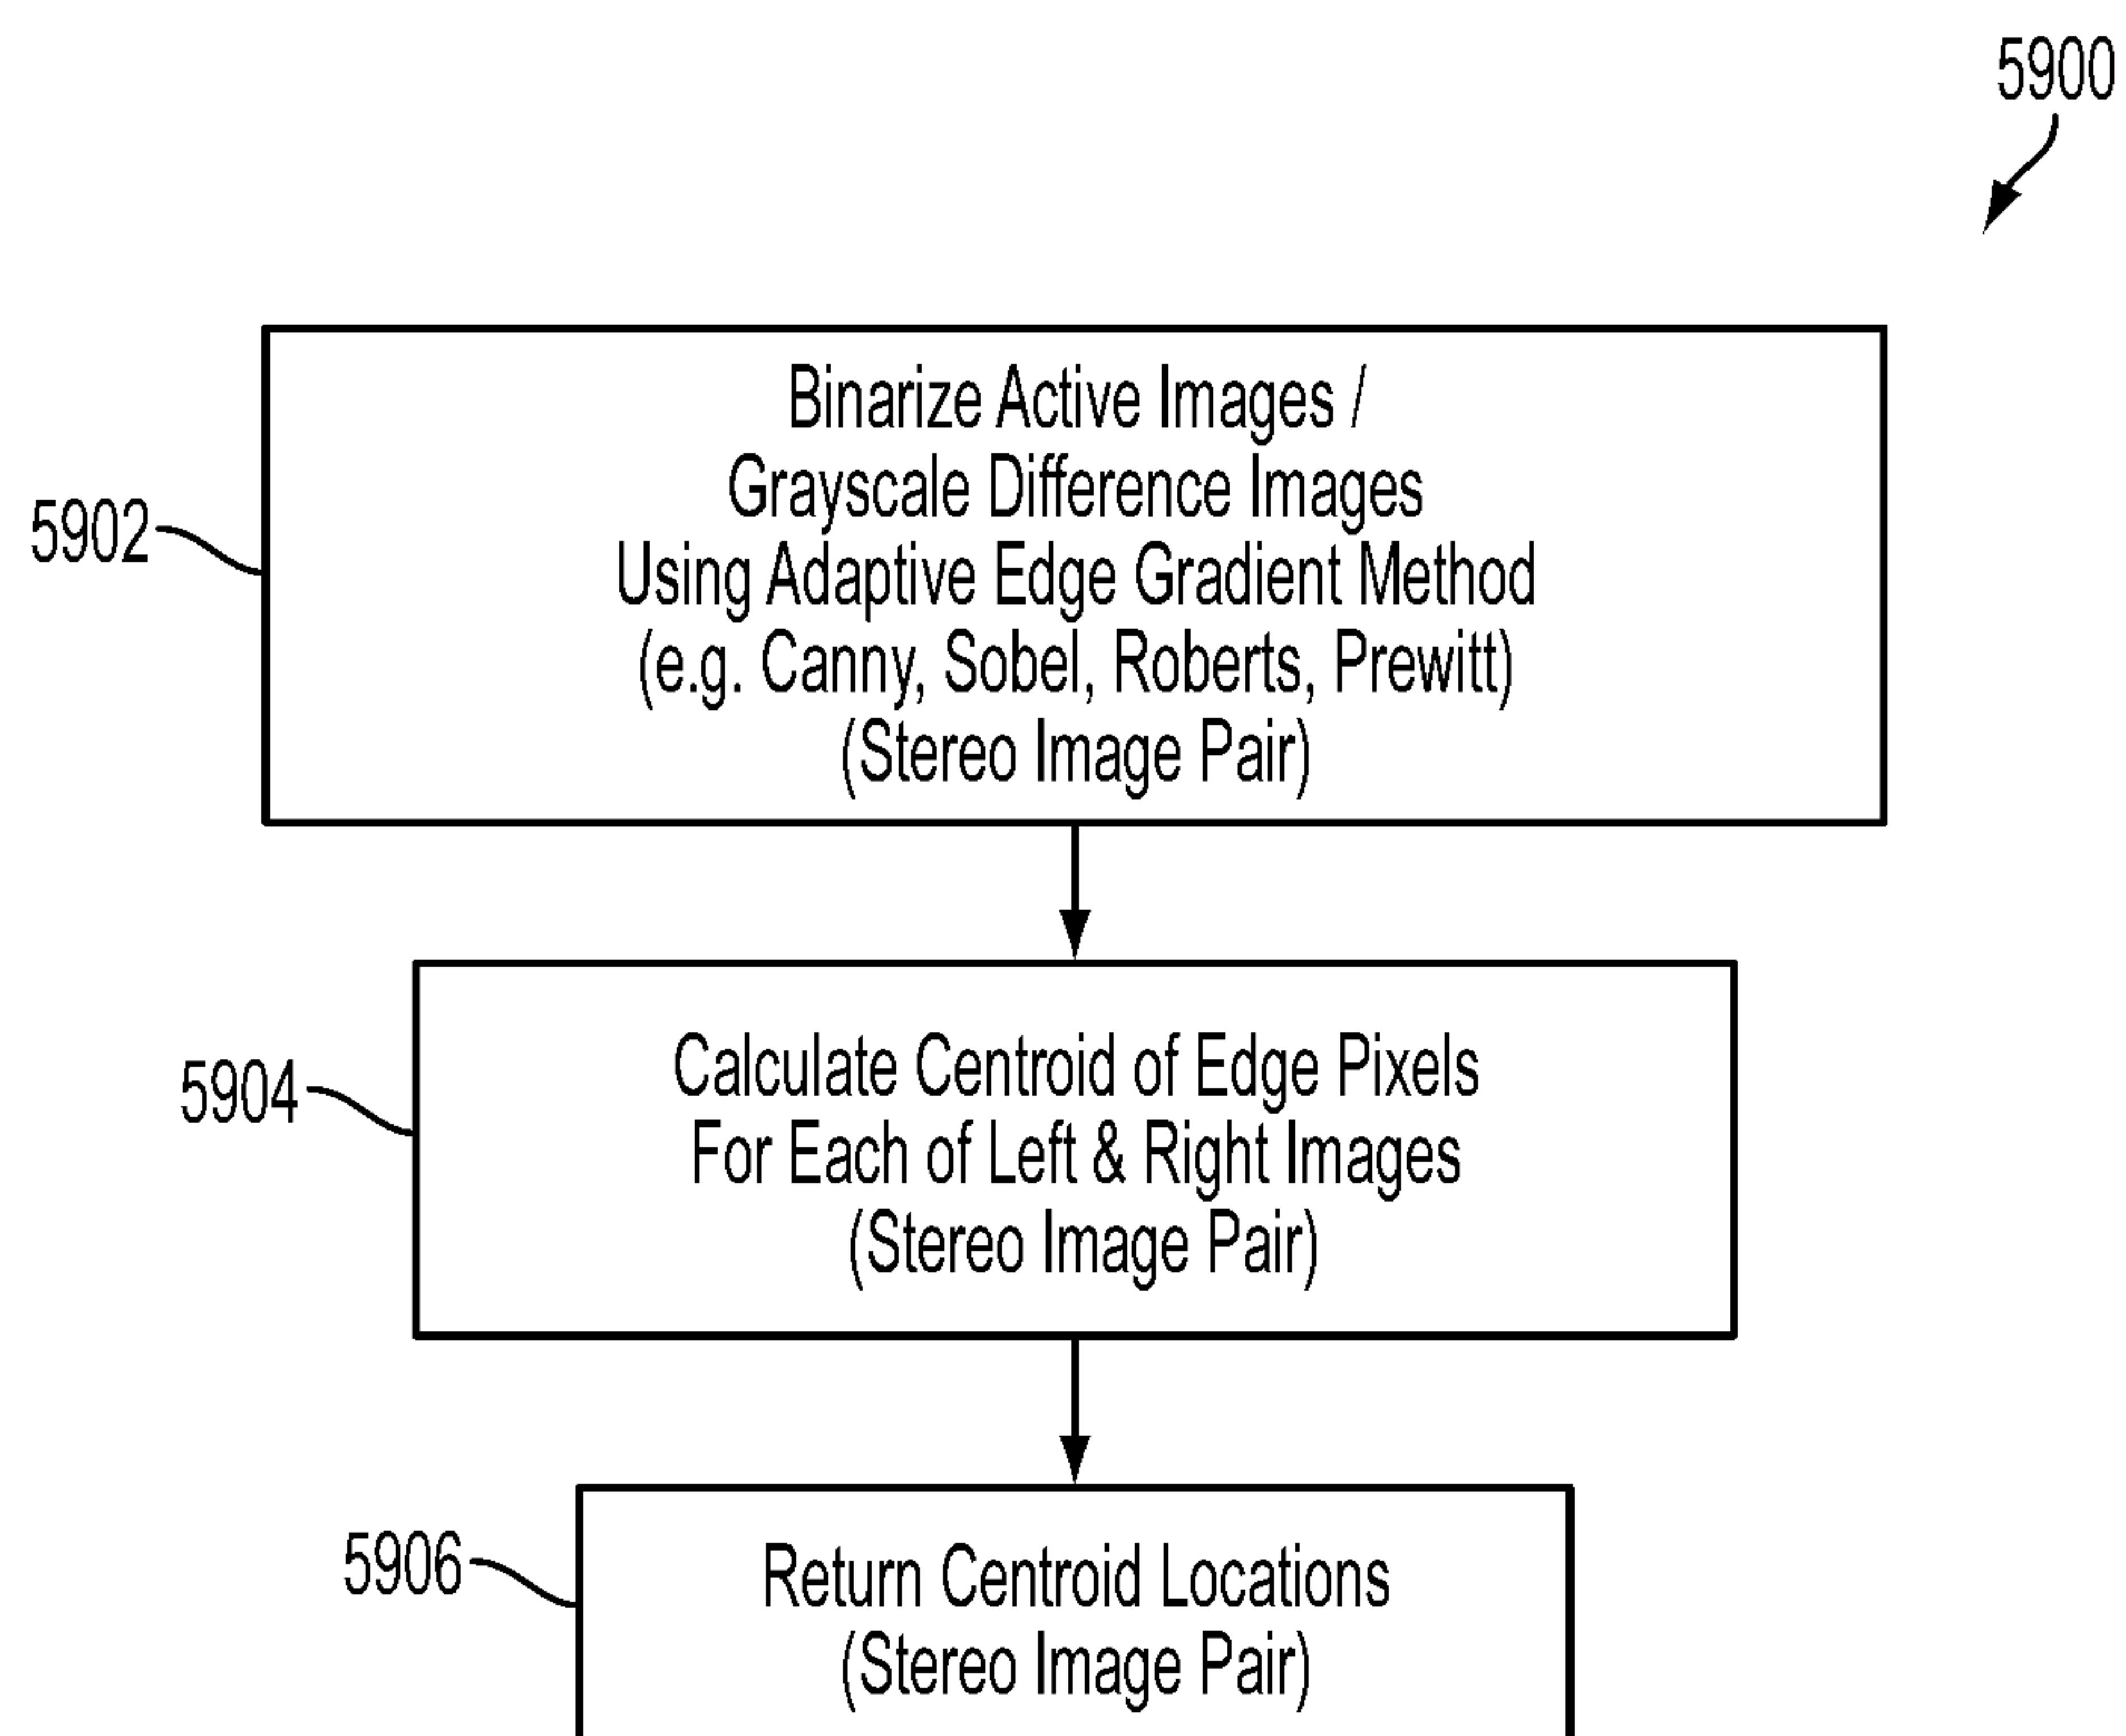 5900
Binarize Active Images /
Grayscale Difference Images
Using Adaptive Edge Gradient Method
(e.g. Canny, Sobel, Roberts, Prewitt)
(Stereo Image Pair)
5902
Calculate Centroid of Edge Pixels
For Each of Left & Right Images
(Stereo Image Pair)
5904
Return Centroid Locations
(Stereo Image Pair)
5906